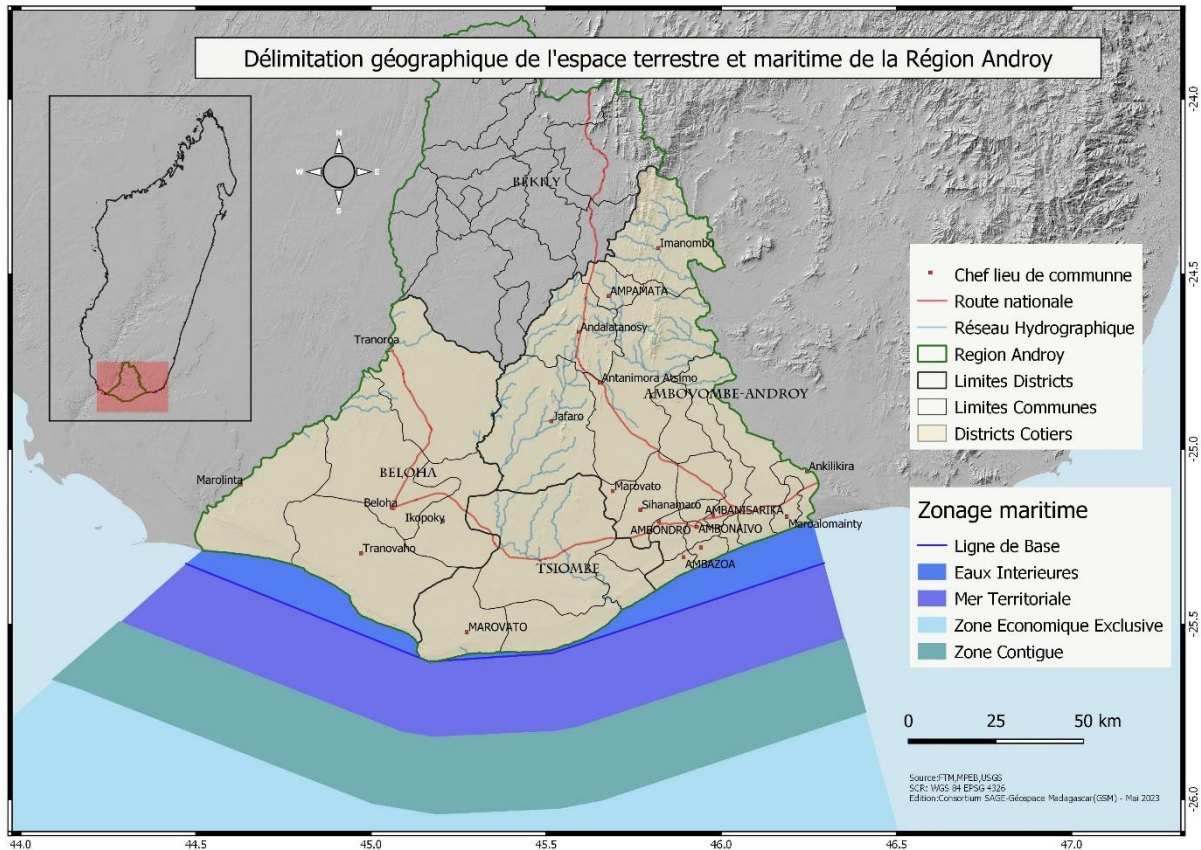 Délimitation géographique de l'espace terrestre et maritime de la Région Androy
N
W E
S
BEKILY
Imanombo
AMPAMATA
Andalatanosy
Tranoroa
Antanimora Atsimo
AMBOVOMBE-ANDROY
Jafaro
Ankilikira
BELOHA
Marolinta
Marovato
Beloha
Sihanamaro
Ikopoky
AMBANISARIKA
AMBONDRO
AMBONAIVO
Maroalomainty
Tranovaho
AMBAZOA
TSIOMBE
MAROVATO
Chef lieu de communne
Route nationale
Réseau Hydrographique
Region Androy
Limites Districts
Limites Communes
Districts Cotiers
Zonage maritime
Ligne de Base
Eaux Interieures
Mer Territoriale
Zone Economique Exclusive
Zone Contigue
0 25 50 km
Source:FTM,MPEB,USGS
SCR: WGS 84 EPSG 4326
Edition:Consortium SAGE-Géospace Madagascar(GSM) - Mai 2023
-24.0
-24.5
-25.0
-25.5
-26.0
44.0 44.5 45.0 45.5 46.0 46.5 47.0